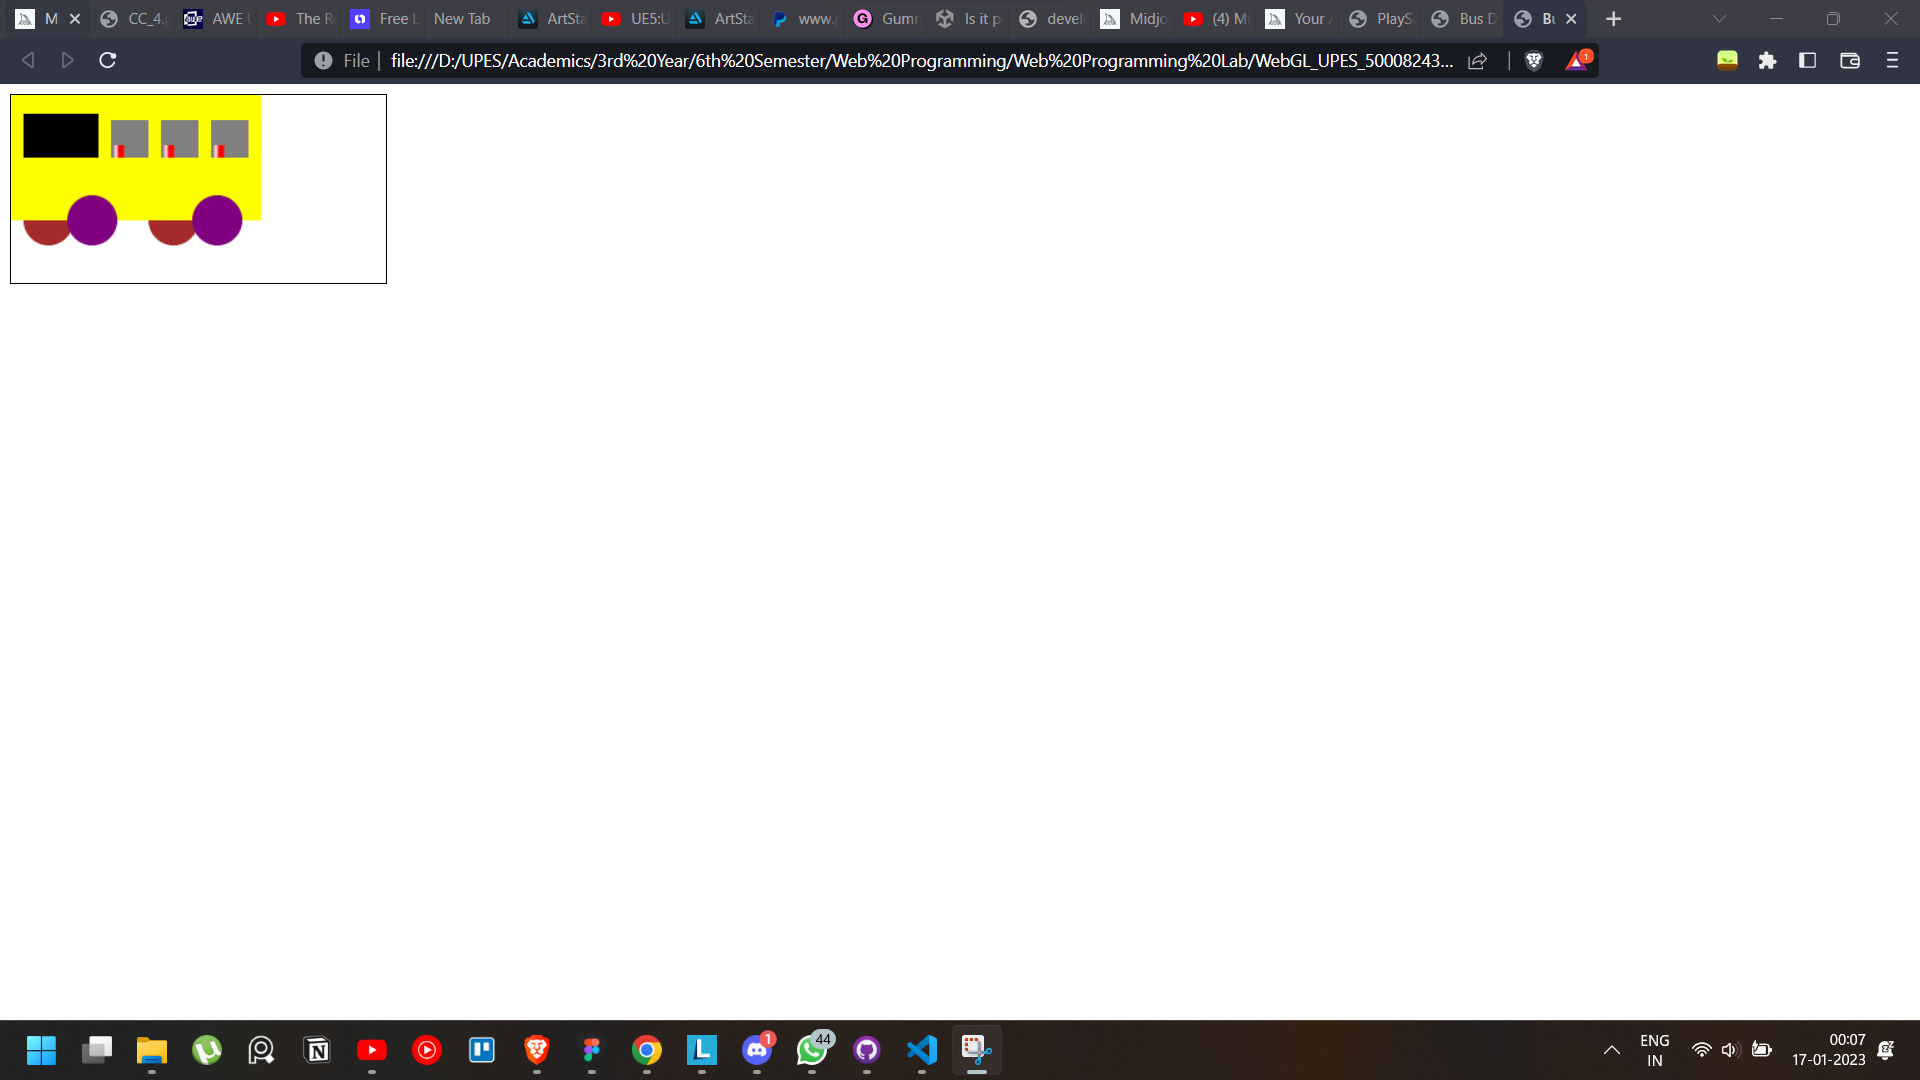 M
CC_4.p
AWE U
The R
Free L
New Tab
ArtSta
UE5:U
ArtSta
www.p
Gumr
Is it p
devel
Midjo
(4) Mi
Your A
PlaySc
Bus D
Bu
File
file:///D:/UPES/Academics/3rd%20Year/6th%20Semester/Web%20Programming/Web%20Programming%20Lab/WebGL_UPES_50008243...
1
1
44
ENG
IN
00:07
17-01-2023